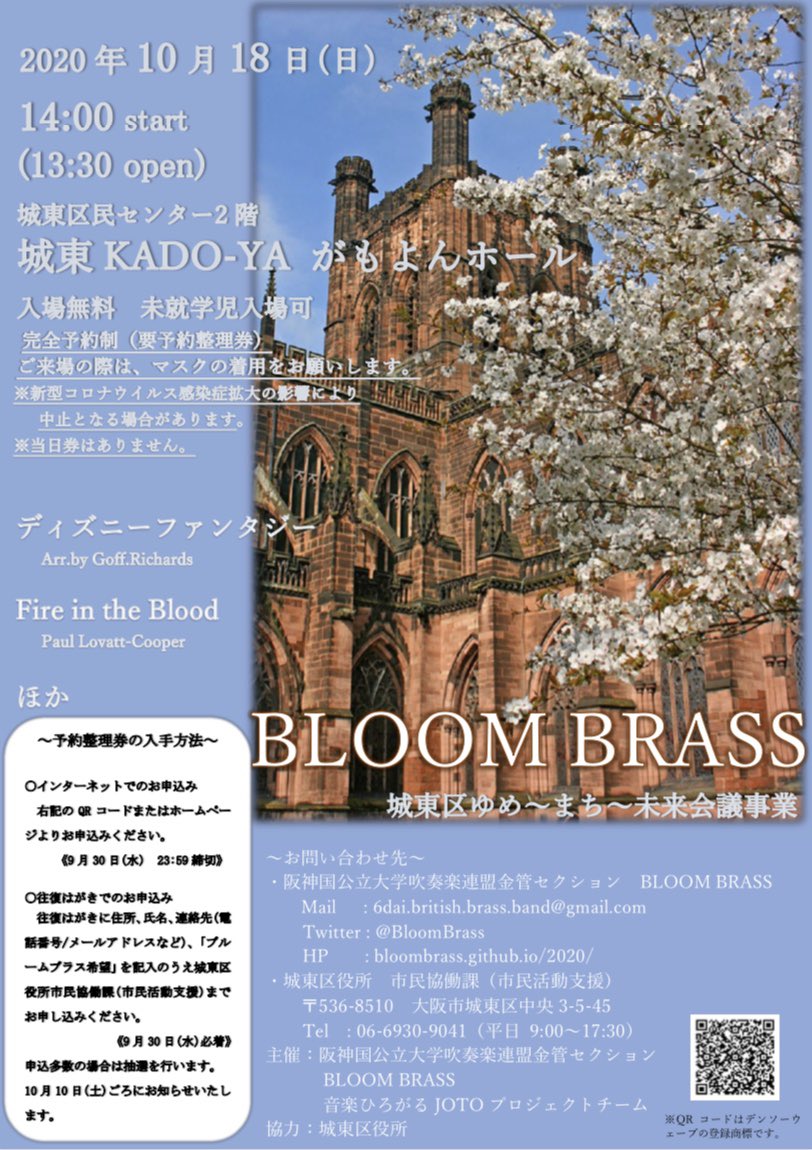 2020年10月18日(日)
14:00 start
(13:30 open)
城東区民センター2階
城東KADO-YA がもよんホール
入場無料　未就学児入場可
完全予約制（要予約整理券）
ご来場の際は、マスクの着用をお願いします。
※新型コロナウイルス感染症拡大の影響により
中止となる場合があります。
※当日券はありません。
ディズニーファンタジー
Arr.by Goff.Richards
Fire in the Blood
Paul Lovatt-Cooper
ほか
BLOOM BRASS
城東区ゆめ～まち～未来会議事業
～予約整理券の入手方法～
○インターネットでのお申込み
右記のQRコードまたはホームペー
ジよりお申込みください。
《9月30日(水)　23:59締切》
○往復はがきでのお申込み
往復はがきに住所、氏名、連絡先(電
話番号/メールアドレスなど)、「ブル
ームブラス希望」を記入のうえ城東区
役所市民協働課(市民活動支援)まで
お申し込みください。
《9月30日(水)必着》
申込多数の場合は抽選を行います。
10月10日(土)ごろにお知らせいたし
ます。
～お問い合わせ先～
・阪神国公立大学吹奏楽連盟金管セクション　BLOOM BRASS
Mail　: 6dai.british.brass.band@gmail.com
Twitter : @BloomBrass
HP　: bloombrass.github.io/2020/
・城東区役所　市民協働課（市民活動支援）
〒536-8510　大阪市城東区中央3-5-45
Tel　: 06-6930-9041（平日 9:00～17:30）
主催：阪神国公立大学吹奏楽連盟金管セクション
BLOOM BRASS
音楽ひろがるJOTOプロジェクトチーム
協力：城東区役所
※QRコードはデンソーウ
ェーブの登録商標です。